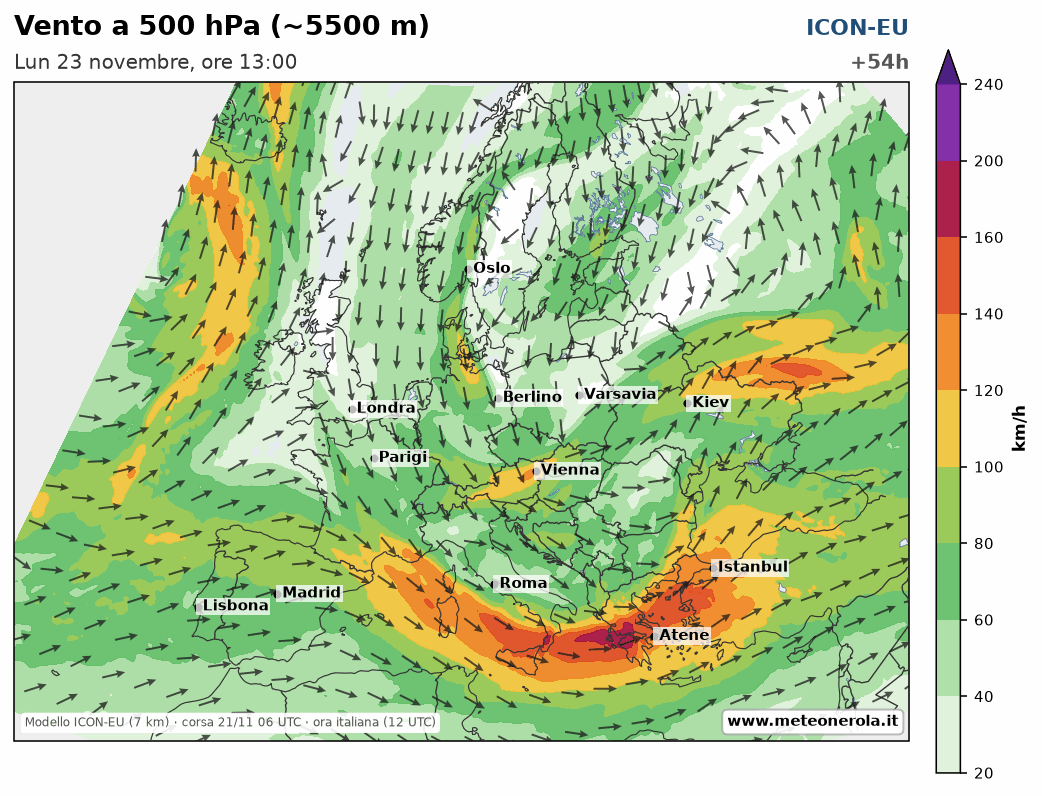 Vento a 500 hPa (~5500 m)
ICON-EU
Lun 23 novembre, ore 13:00
+54h
240
200
160
140
120
100
80
60
40
20
km/h
Oslo
Berlino
Varsavia
Kiev
Londra
Parigi
Vienna
Istanbul
Roma
Madrid
Lisbona
Atene
Modello ICON-EU (7 km) · corsa 21/11 06 UTC · ora italiana (12 UTC)
www.meteonerola.it